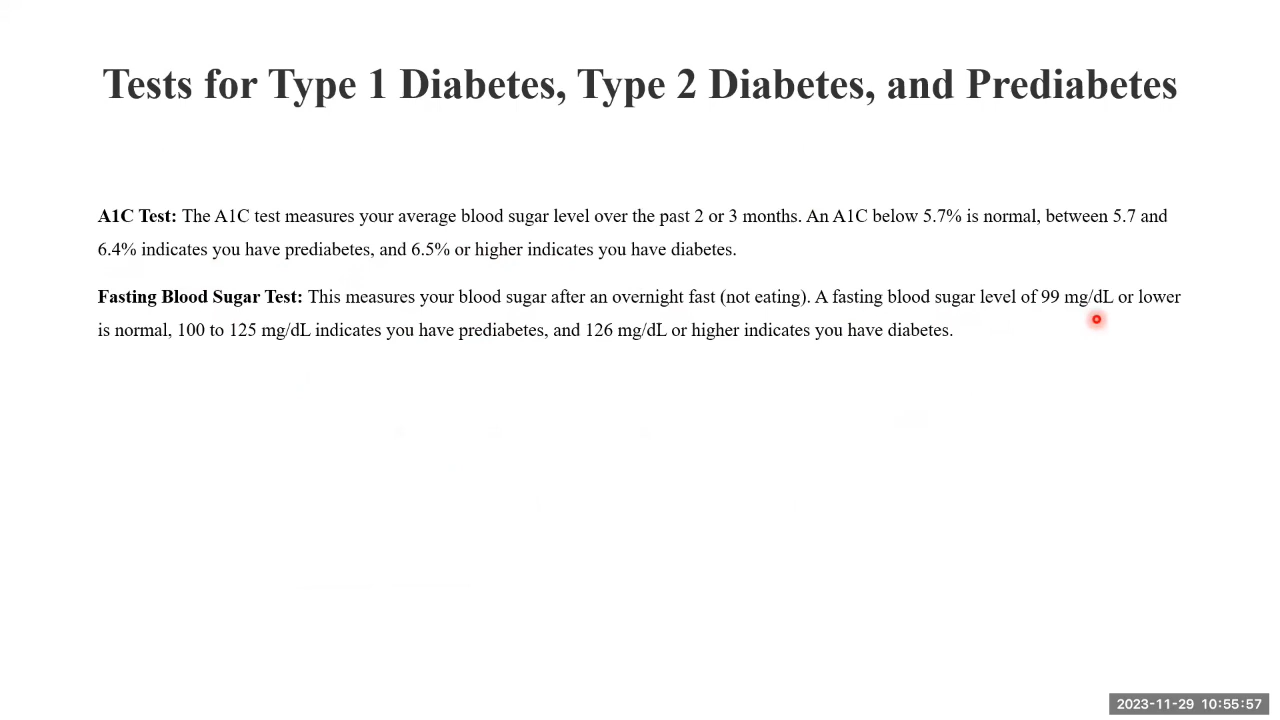 Tests for Type 1 Diabetes, Type 2 Diabetes, and Prediabetes
A1C Test: The A1C test measures your average blood sugar level over the past 2 or 3 months. An A1C below 5.7% is normal, between 5.7 and
6.4% indicates you have prediabetes, and 6.5% or higher indicates you have diabetes.
Fasting Blood Sugar Test: This measures your blood sugar after an overnight fast (not eating). A fasting blood sugar level of 99 mg/dL or lower
is normal, 100 to 125 mg/dL indicates you have prediabetes, and 126 mg/dL or higher indicates you have diabetes.
2023-11-29 10:55:57